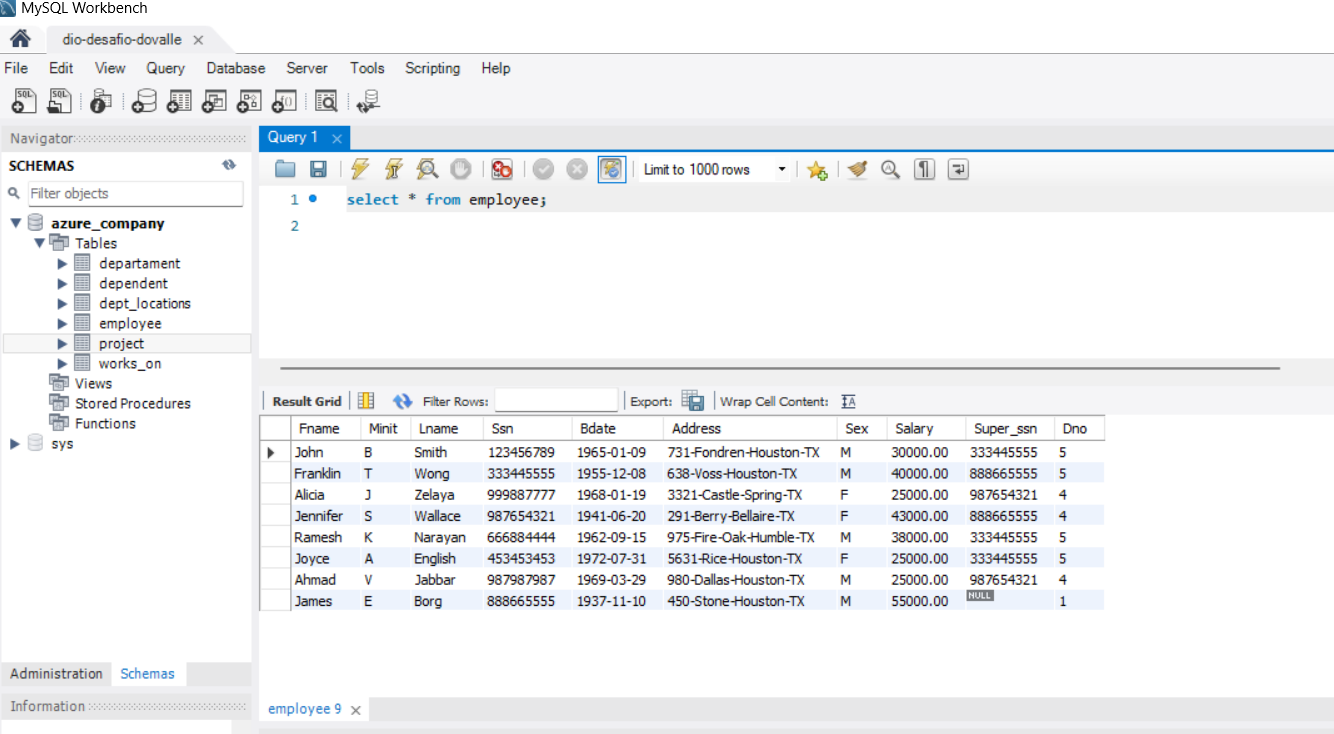 MySQL Workbench
dio-desafio-dovalle
File Edit View Query Database Server Tools Scripting Help
SQL SQL
Navigator
SCHEMAS
Filter objects
azure_company
Tables
departament
dependent
dept_locations
employee
project
works_on
Views
Stored Procedures
Functions
sys
Administration Schemas
Information
Query 1
Limit to 1000 rows
1 select * from employee;
2
Result Grid Filter Rows: Export: Wrap Cell Content:
Fname Minit Lname Ssn Bdate Address Sex Salary Super_ssn Dno
John B Smith 123456789 1965-01-09 731-Fondren-Houston-TX M 30000.00 333445555 5
Franklin T Wong 333445555 1955-12-08 638-Voss-Houston-TX M 40000.00 888665555 5
Alicia J Zelaya 999887777 1968-01-19 3321-Castle-Spring-TX F 25000.00 987654321 4
Jennifer S Wallace 987654321 1941-06-20 291-Berry-Bellaire-TX F 43000.00 888665555 4
Ramesh K Narayan 666884444 1962-09-15 975-Fire-Oak-Humble-TX M 38000.00 333445555 5
Joyce A English 453453453 1972-07-31 5631-Rice-Houston-TX F 25000.00 333445555 5
Ahmad V Jabbar 987987987 1969-03-29 980-Dallas-Houston-TX M 25000.00 987654321 4
James E Borg 888665555 1937-11-10 450-Stone-Houston-TX M 55000.00 NULL 1
employee 9